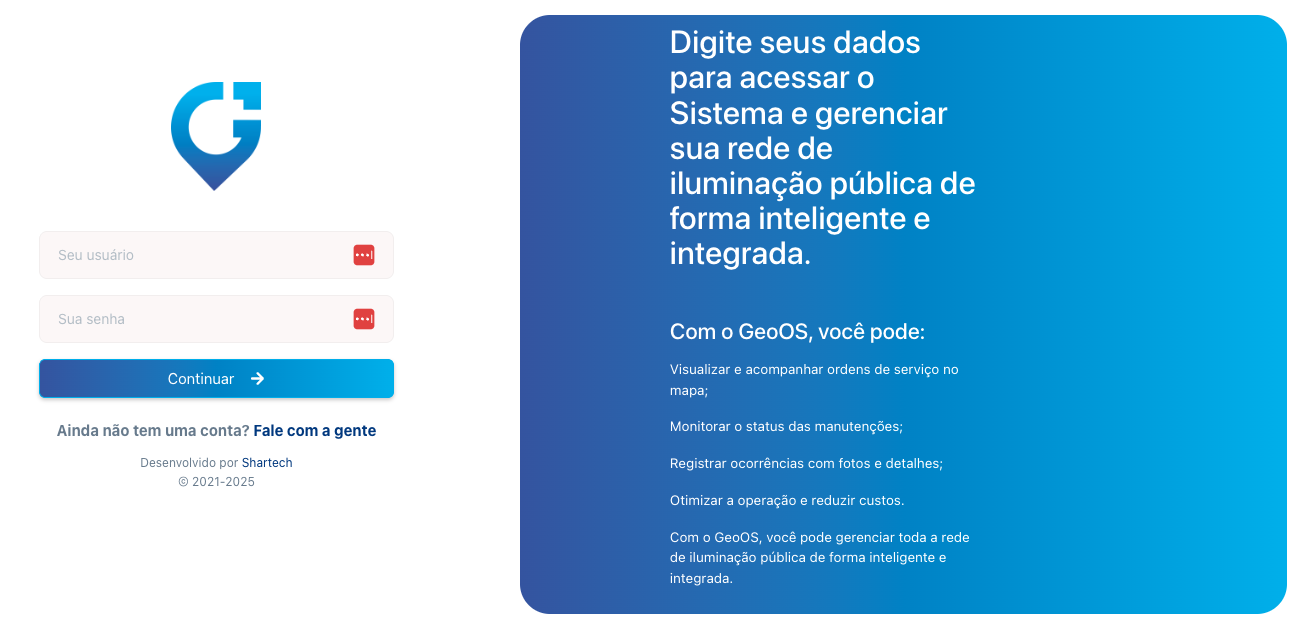 Seu usuário
Sua senha
Continuar
Ainda não tem uma conta? Fale com a gente
Desenvolvido por Shartech
© 2021-2025
Digite seus dados
para acessar o
Sistema e gerenciar
sua rede de
iluminação pública de
forma inteligente e
integrada.
Com o GeoOS, você pode:
Visualizar e acompanhar ordens de serviço no
mapa;
Monitorar o status das manutenções;
Registrar ocorrências com fotos e detalhes;
Otimizar a operação e reduzir custos.
Com o GeoOS, você pode gerenciar toda a rede
de iluminação pública de forma inteligente e
integrada.